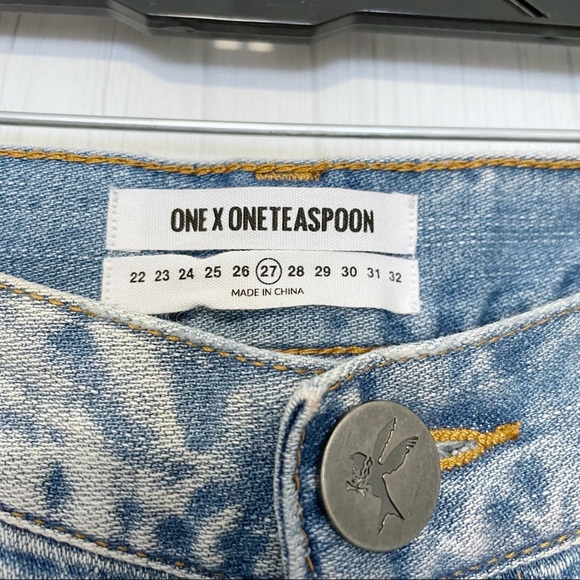 ONE X ONETEASPOON
22 23 24 25 26 27 28 29 30 31 32
MADE IN CHINA